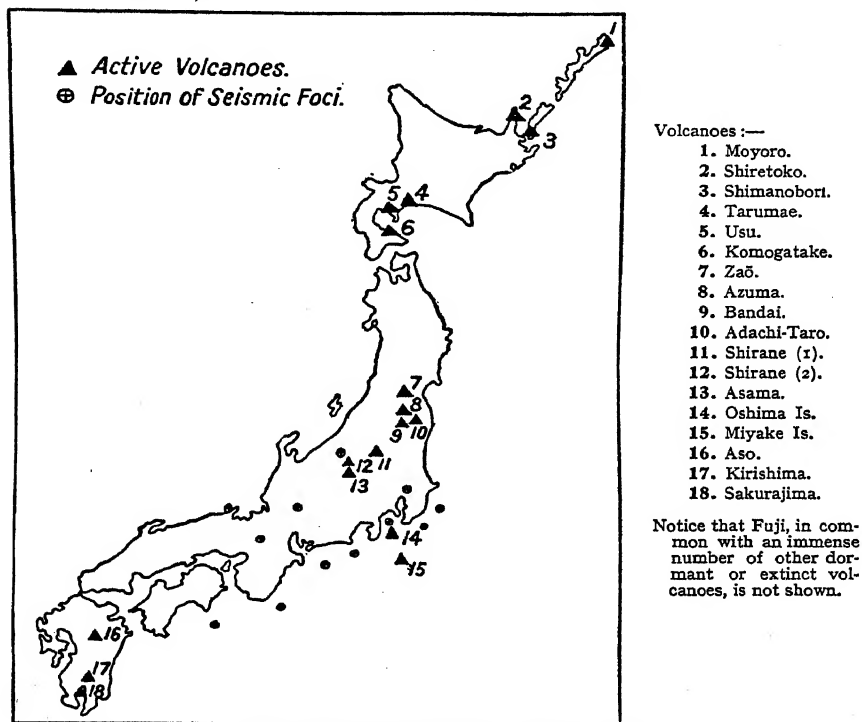 ▲ Active Volcanoes.
⊕ Position of Seismic Foci.
1
2
3
5
4
6
7
8
9
10
12
11
13
14
15
16
17
18
Volcanoes :—
1. Moyoro.
2. Shiretoko.
3. Shimanobori.
4. Tarumae.
5. Usu.
6. Komogatake.
7. Zaō.
8. Azuma.
9. Bandai.
10. Adachi-Taro.
11. Shirane (1).
12. Shirane (2).
13. Asama.
14. Oshima Is.
15. Miyake Is.
16. Aso.
17. Kirishima.
18. Sakurajima.
Notice that Fuji, in com-
mon with an immense
number of other dor-
mant or extinct vol-
canoes, is not shown.